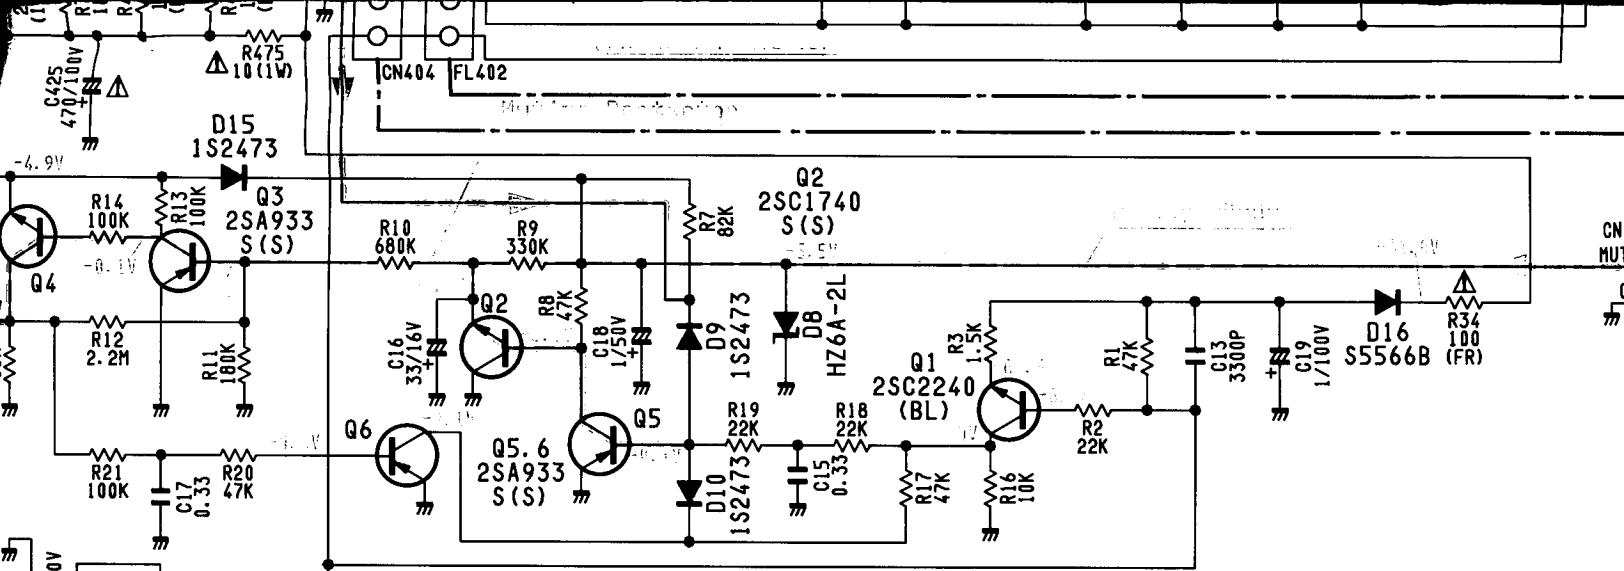 R475
10(1W)
CN404
FL402
C425
470/100V
+
D15
1S2473
-4.9V
Q3
2SA933
S(S)
R14
100K
R13
100K
-0.1V
Q4
R10
680K
R9
330K
R7
82K
Q2
2SC1740
S(S)
-5.5V
CN
MUT
R12
2.2M
R11
180K
C16
33/16V
+
Q2
R8
47K
C18
1/50V
+
D9
1S2473
D8
HZ6A-2L
R3
1.5K
Q1
2SC2240
(BL)
R1
47K
C13
3300P
C19
1/100V
+
D16
S5566B
R34
100
(FR)
R2
22K
Q6
Q5.6
2SA933
S(S)
Q5
R19
22K
R18
22K
R21
100K
C17
0.33
R20
47K
D10
1S2473
C15
0.33
R17
47K
R16
10K
0V